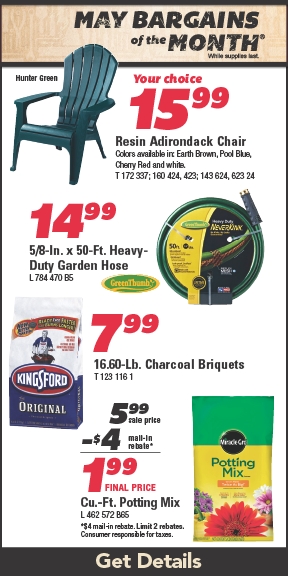 MAY BARGAINS
of the MONTH®
While supplies last.
Hunter Green
Your choice
15.99
Resin Adirondack Chair
Colors available in: Earth Brown, Pool Blue,
Cherry Red and white.
T 172 337; 160 424, 423; 143 624, 623 24
14.99
5/8-In. x 50-Ft. Heavy-
Duty Garden Hose
L 784 470 B5
GreenThumb
Heavy Duty
NEVERKINK
50 FT.
7.99
16.60-Lb. Charcoal Briquets
T 123 116 1
KINGSFORD
ORIGINAL
5.99
sale price
-$4
mail-in
rebate*
1.99
FINAL PRICE
Cu.-Ft. Potting Mix
L 462 572 B65
*$4 mail-in rebate. Limit 2 rebates.
Consumer responsible for taxes.
Miracle Gro
Potting
Mix
Get Details